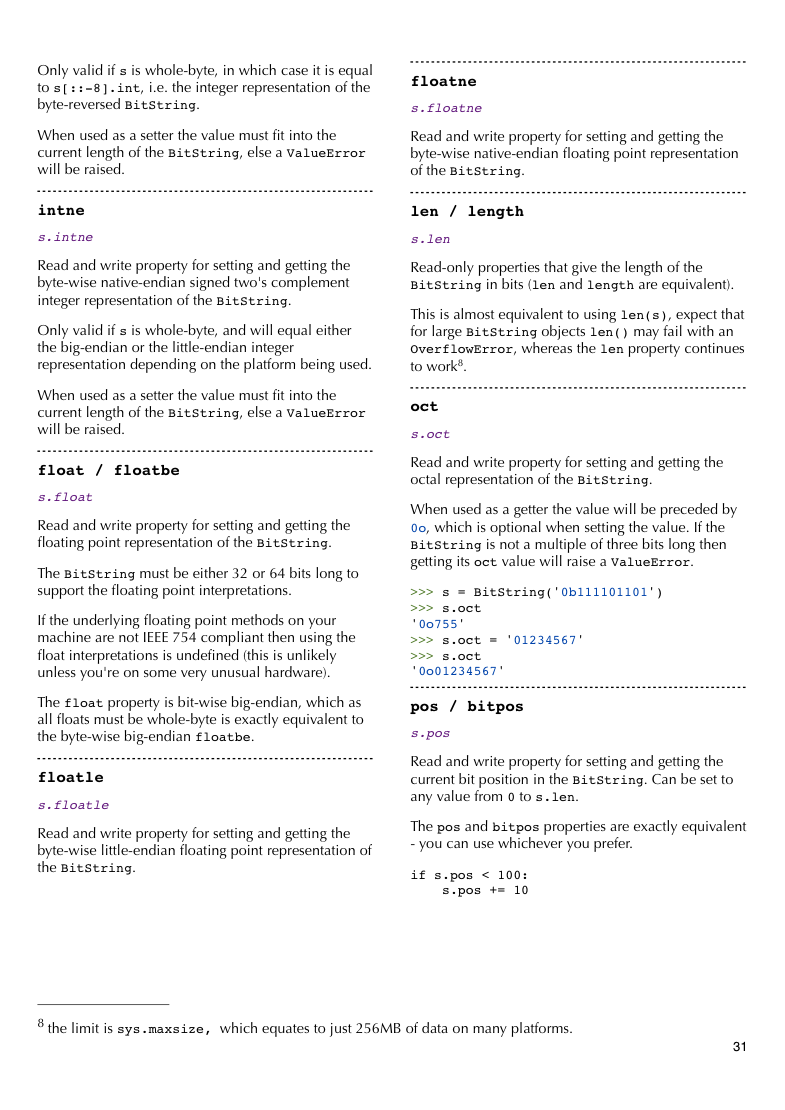 Only valid if s is whole-byte, in which case it is equal
to s[::-8].int, i.e. the integer representation of the
byte-reversed BitString.
When used as a setter the value must fit into the
current length of the BitString, else a ValueError
will be raised.
intne
s.intne
Read and write property for setting and getting the
byte-wise native-endian signed two's complement
integer representation of the BitString.
Only valid if s is whole-byte, and will equal either
the big-endian or the little-endian integer
representation depending on the platform being used.
When used as a setter the value must fit into the
current length of the BitString, else a ValueError
will be raised.
float / floatbe
s.float
Read and write property for setting and getting the
floating point representation of the BitString.
The BitString must be either 32 or 64 bits long to
support the floating point interpretations.
If the underlying floating point methods on your
machine are not IEEE 754 compliant then using the
float interpretations is undefined (this is unlikely
unless you're on some very unusual hardware).
The float property is bit-wise big-endian, which as
all floats must be whole-byte is exactly equivalent to
the byte-wise big-endian floatbe.
floatle
s.floatle
Read and write property for setting and getting the
byte-wise little-endian floating point representation of
the BitString.
floatne
s.floatne
Read and write property for setting and getting the
byte-wise native-endian floating point representation
of the BitString.
len / length
s.len
Read-only properties that give the length of the
BitString in bits (len and length are equivalent).
This is almost equivalent to using len(s), expect that
for large BitString objects len() may fail with an
OverflowError, whereas the len property continues
to work8.
oct
s.oct
Read and write property for setting and getting the
octal representation of the BitString.
When used as a getter the value will be preceded by
0o, which is optional when setting the value. If the
BitString is not a multiple of three bits long then
getting its oct value will raise a ValueError.
>>> s = BitString('0b111101101')
>>> s.oct
'0o755'
>>> s.oct = '01234567'
>>> s.oct
'0o01234567'
pos / bitpos
s.pos
Read and write property for setting and getting the
current bit position in the BitString. Can be set to
any value from 0 to s.len.
The pos and bitpos properties are exactly equivalent
- you can use whichever you prefer.
if s.pos < 100:
    s.pos += 10
8 the limit is sys.maxsize, which equates to just 256MB of data on many platforms.
31